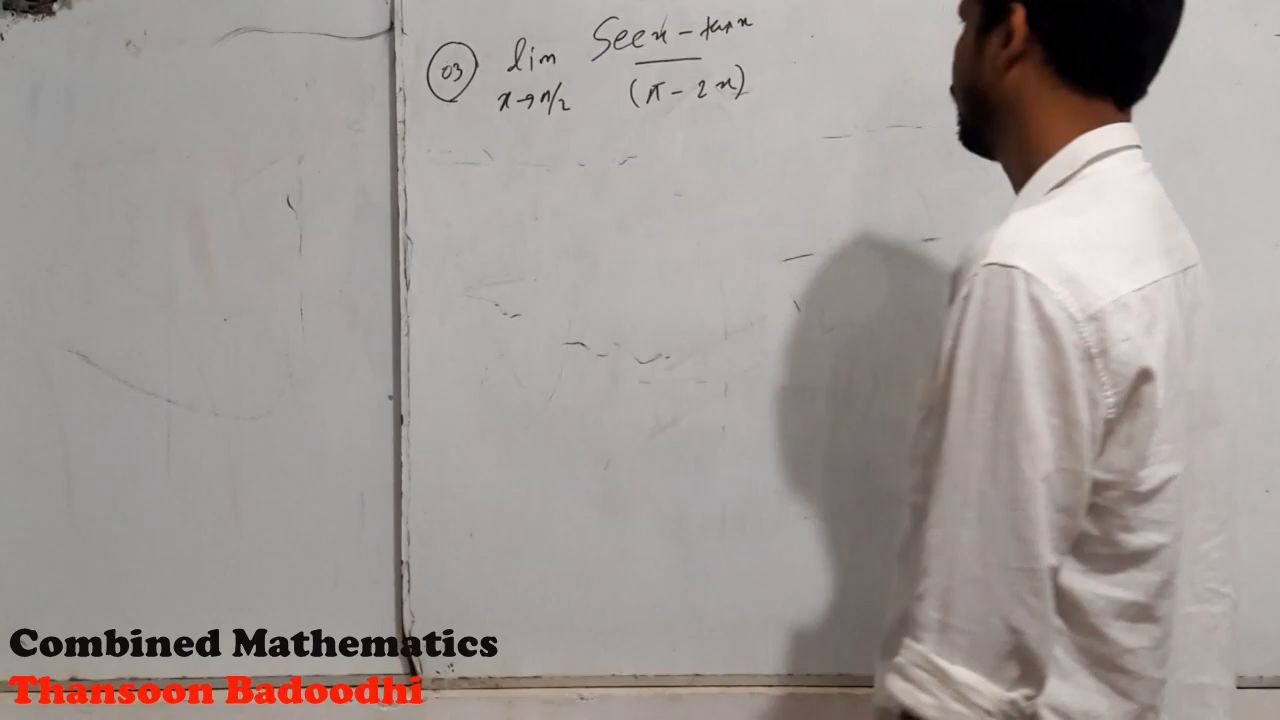 03 lim x→π/2 Secx - tanx / (π - 2x)
Combined Mathematics
Thansoon Badoodhi